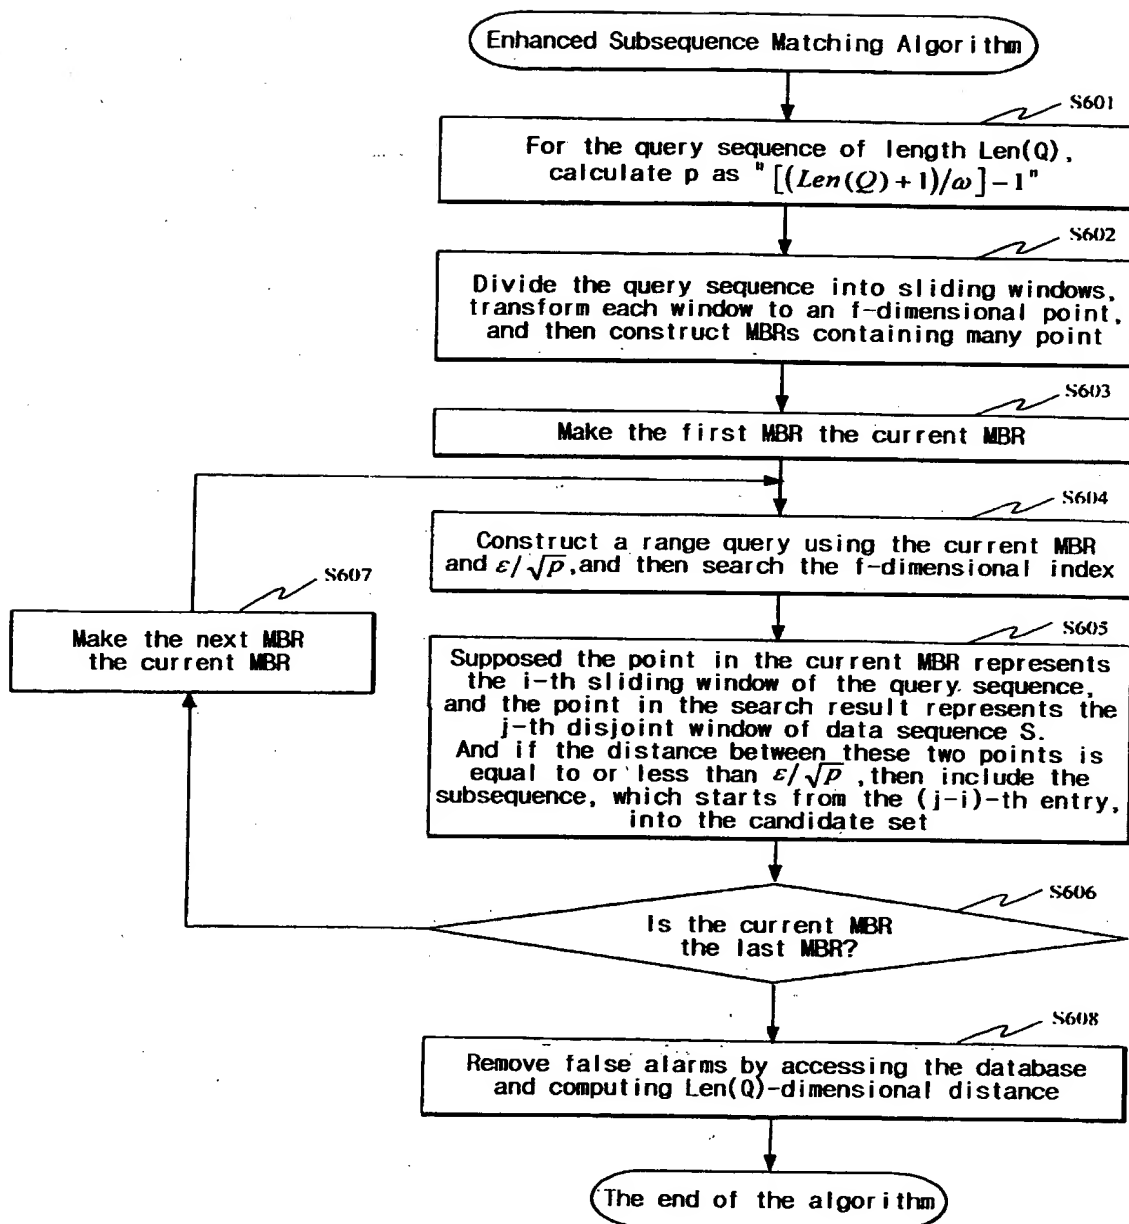 Enhanced Subsequence Matching Algorithm
S601
For the query sequence of length Len(Q),
calculate p as "[(Len(Q)+1)/ω]-1"
S602
Divide the query sequence into sliding windows,
transform each window to an f-dimensional point,
and then construct MBRs containing many point
S603
Make the first MBR the current MBR
S604
Construct a range query using the current MBR
and ε/√p,and then search the f-dimensional index
S607
Make the next MBR
the current MBR
S605
Supposed the point in the current MBR represents
the i-th sliding window of the query sequence,
and the point in the search result represents the
j-th disjoint window of data sequence S.
And if the distance between these two points is
equal to or less than ε/√p ,then include the
subsequence, which starts from the (j-i)-th entry,
into the candidate set
S606
Is the current MBR
the last MBR?
S608
Remove false alarms by accessing the database
and computing Len(Q)-dimensional distance
The end of the algorithm